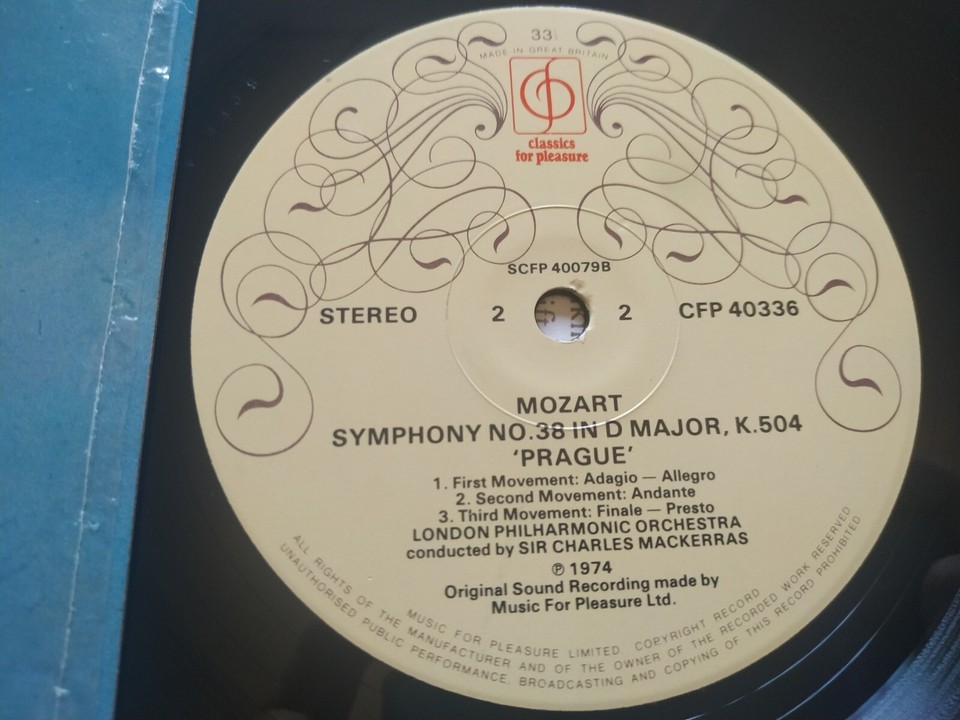 33
MADE IN GREAT BRITAIN
classics
for pleasure
SCFP 40079B
STEREO 2 2 CFP 40336
MOZART
SYMPHONY NO.38 IN D MAJOR, K.504
‘PRAGUE’
1. First Movement: Adagio — Allegro
2. Second Movement: Andante
3. Third Movement: Finale — Presto
LONDON PHILHARMONIC ORCHESTRA
conducted by SIR CHARLES MACKERRAS
℗ 1974
Original Sound Recording made by
Music For Pleasure Ltd.
MUSIC FOR PLEASURE LIMITED. COPYRIGHT RECORD
ALL RIGHTS OF THE MANUFACTURER AND OF THE OWNER OF THE RECORDED WORK RESERVED
UNAUTHORISED PUBLIC PERFORMANCE, BROADCASTING AND COPYING OF THIS RECORD PROHIBITED